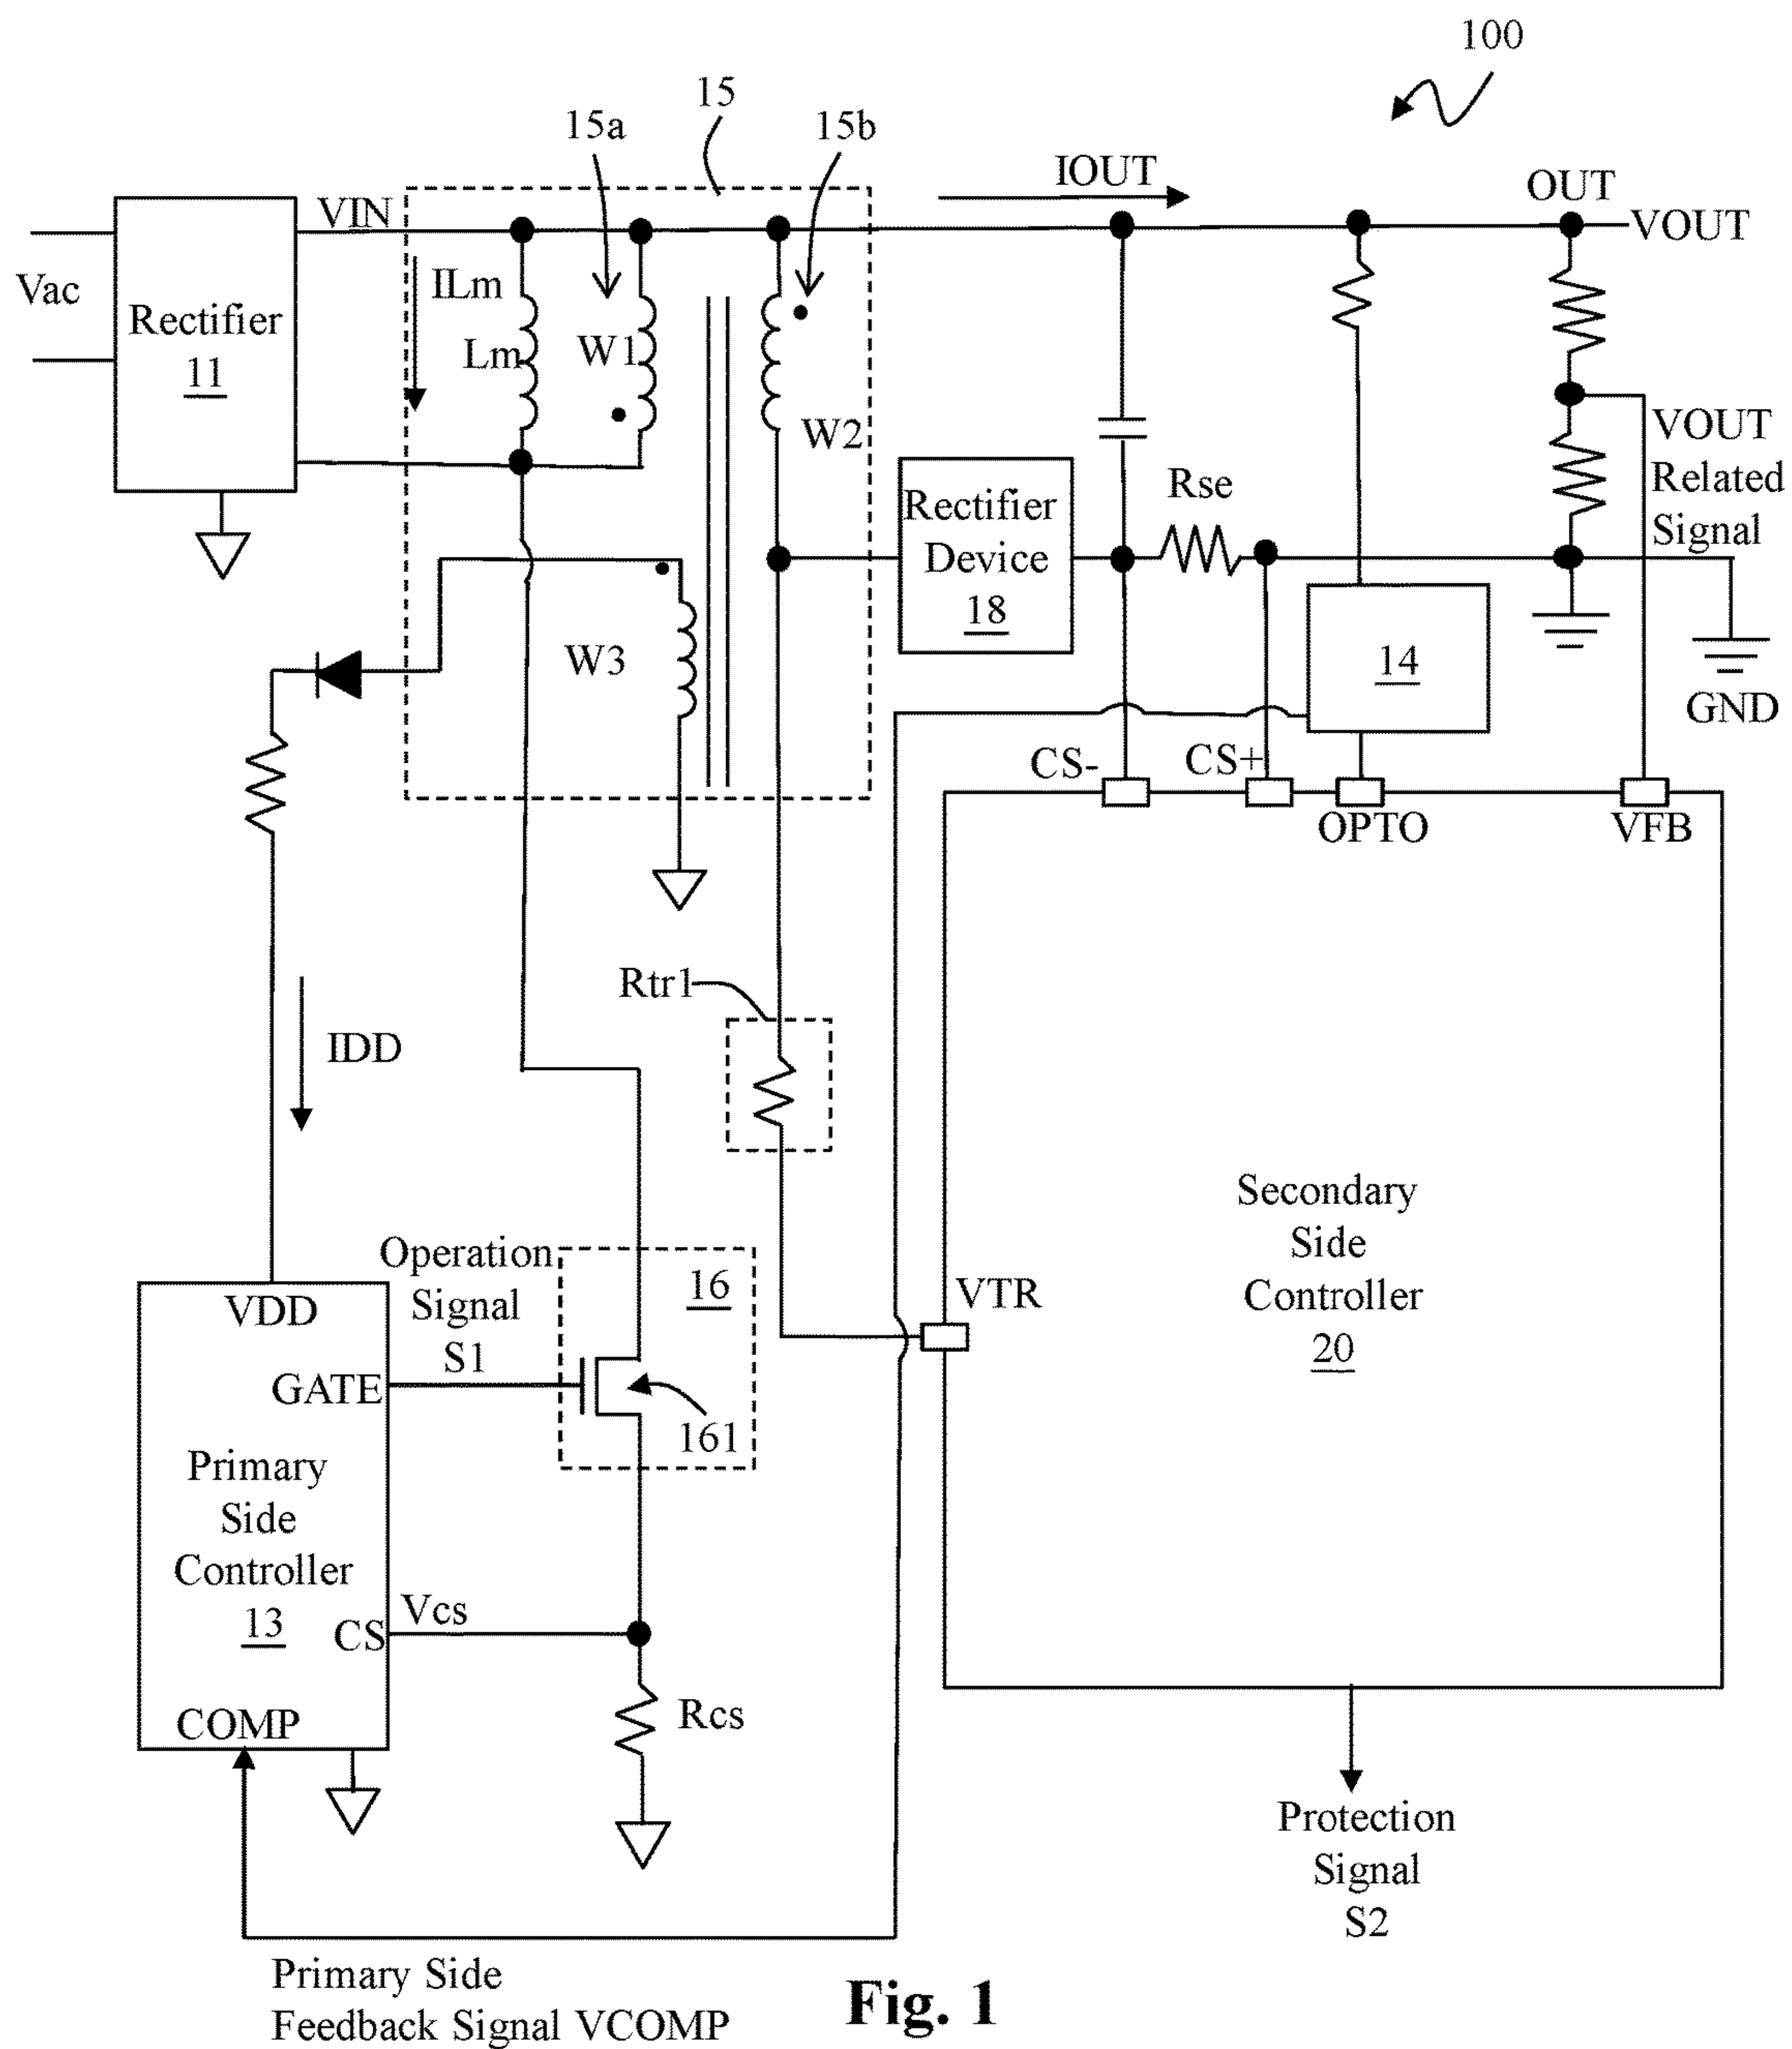 100
15
15a
15b
IOUT
OUT
VIN
VOUT
Vac
ILm
Rectifier
11
Lm
W1
W2
VOUT
Related
Signal
Rse
Rectifier
Device
18
W3
14
GND
CS-
CS+
OPTO
VFB
Rtr1
IDD
Secondary
Side
Controller
20
Operation
Signal
S1
16
VTR
VDD
GATE
161
Primary
Side
Controller
13
Vcs
CS
Rcs
COMP
Protection
Signal
S2
Primary Side
Feedback Signal VCOMP
Fig. 1